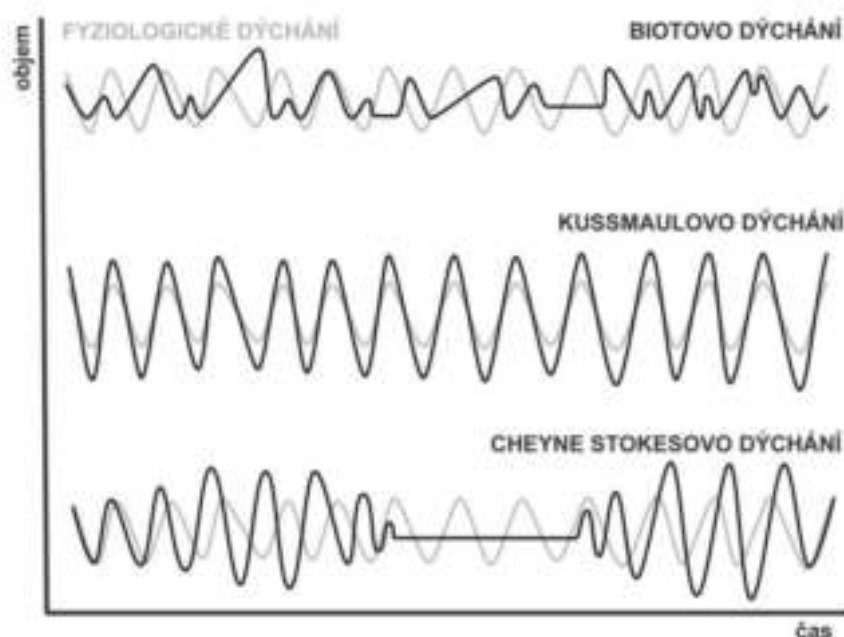 FYZIOLOGICKÉ DÝCHÁNÍ
BIOTOVO DÝCHÁNÍ
objem
KUSSMAULOVO DÝCHÁNÍ
CHEYNE STOKESOVO DÝCHÁNÍ
čas